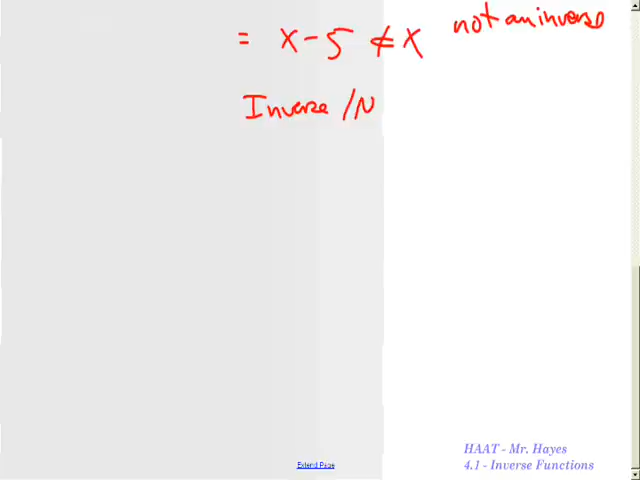 not an inverse
= x - 5 ≠ x
Inverse / N
Extend Page
HAAT - Mr. Hayes
4.1 - Inverse Functions